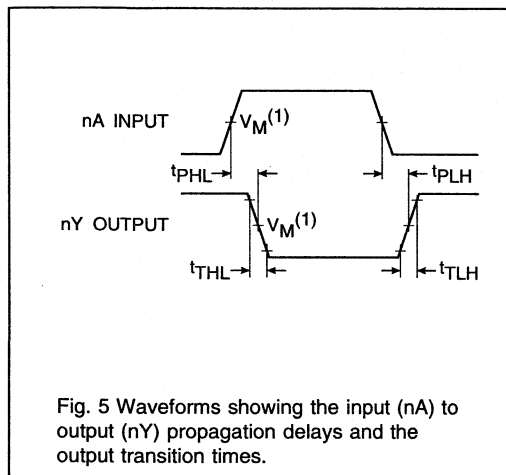 nA INPUT
VM(1)
tPHL
tPLH
nY OUTPUT
VM(1)
tTHL
tTLH
Fig. 5 Waveforms showing the input (nA) to
output (nY) propagation delays and the
output transition times.